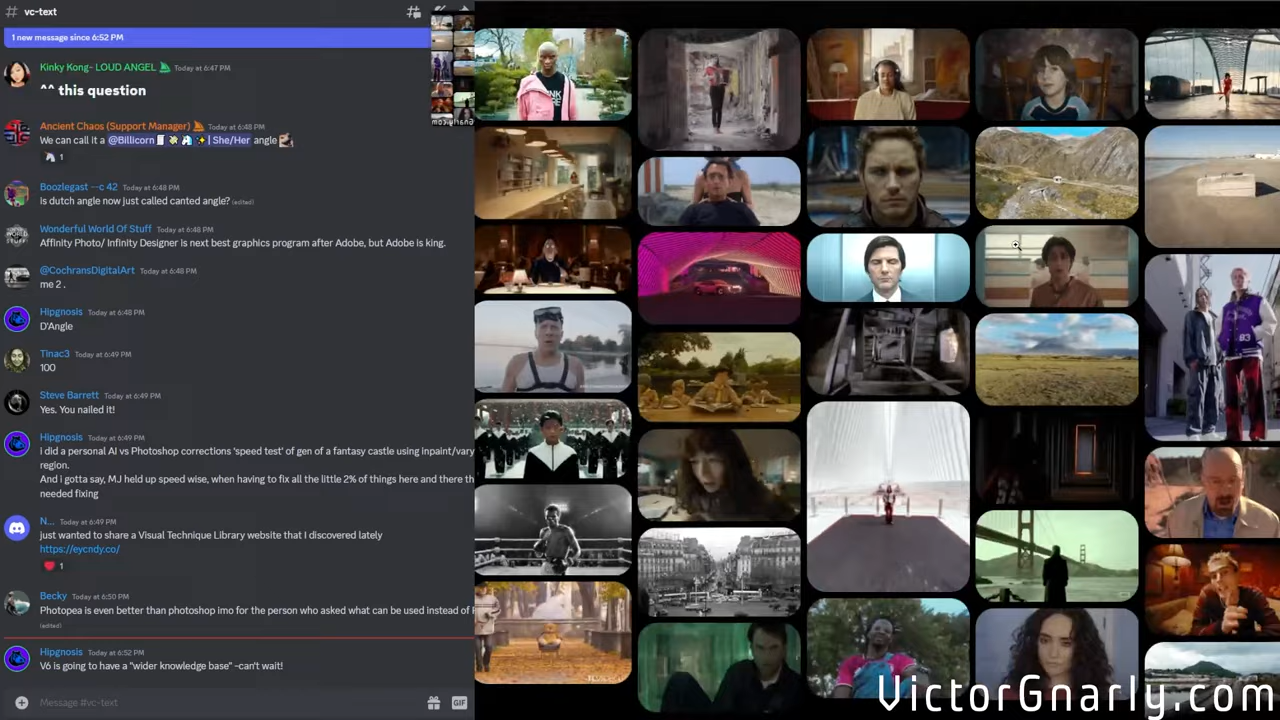 # vc-text
1 new message since 6:52 PM
Kinky Kong- LOUD ANGEL Today at 6:47 PM
^^ this question
Ancient Chaos (Support Manager) Today at 6:48 PM
We can call it a @Billicorn | She/Her angle
1
Boozlegast --c 42 Today at 6:48 PM
is dutch angle now just called canted angle? (edited)
Wonderful World Of Stuff Today at 6:48 PM
Affinity Photo/ Infinity Designer is next best graphics program after Adobe, but Adobe is king.
@CochransDigitalArt Today at 6:48 PM
me 2 .
Hipgnosis Today at 6:48 PM
D'Angle
Tinac3 Today at 6:49 PM
100
Steve Barrett Today at 6:49 PM
Yes. You nailed it!
Hipgnosis Today at 6:49 PM
i did a personal AI vs Photoshop corrections 'speed test' of gen of a fantasy castle using inpaint/vary
region.
And i gotta say, MJ held up speed wise, when having to fix all the little 2% of things here and there th
needed fixing
N... Today at 6:49 PM
just wanted to share a Visual Technique Library website that I discovered lately
https://eycndy.co/
1
Becky Today at 6:50 PM
Photopea is even better than photoshop imo for the person who asked what can be used instead of
(edited)
Hipgnosis Today at 6:52 PM
V6 is going to have a "wider knowledge base" -can't wait!
Message #vc-text
GIF
VictorGnarly.com